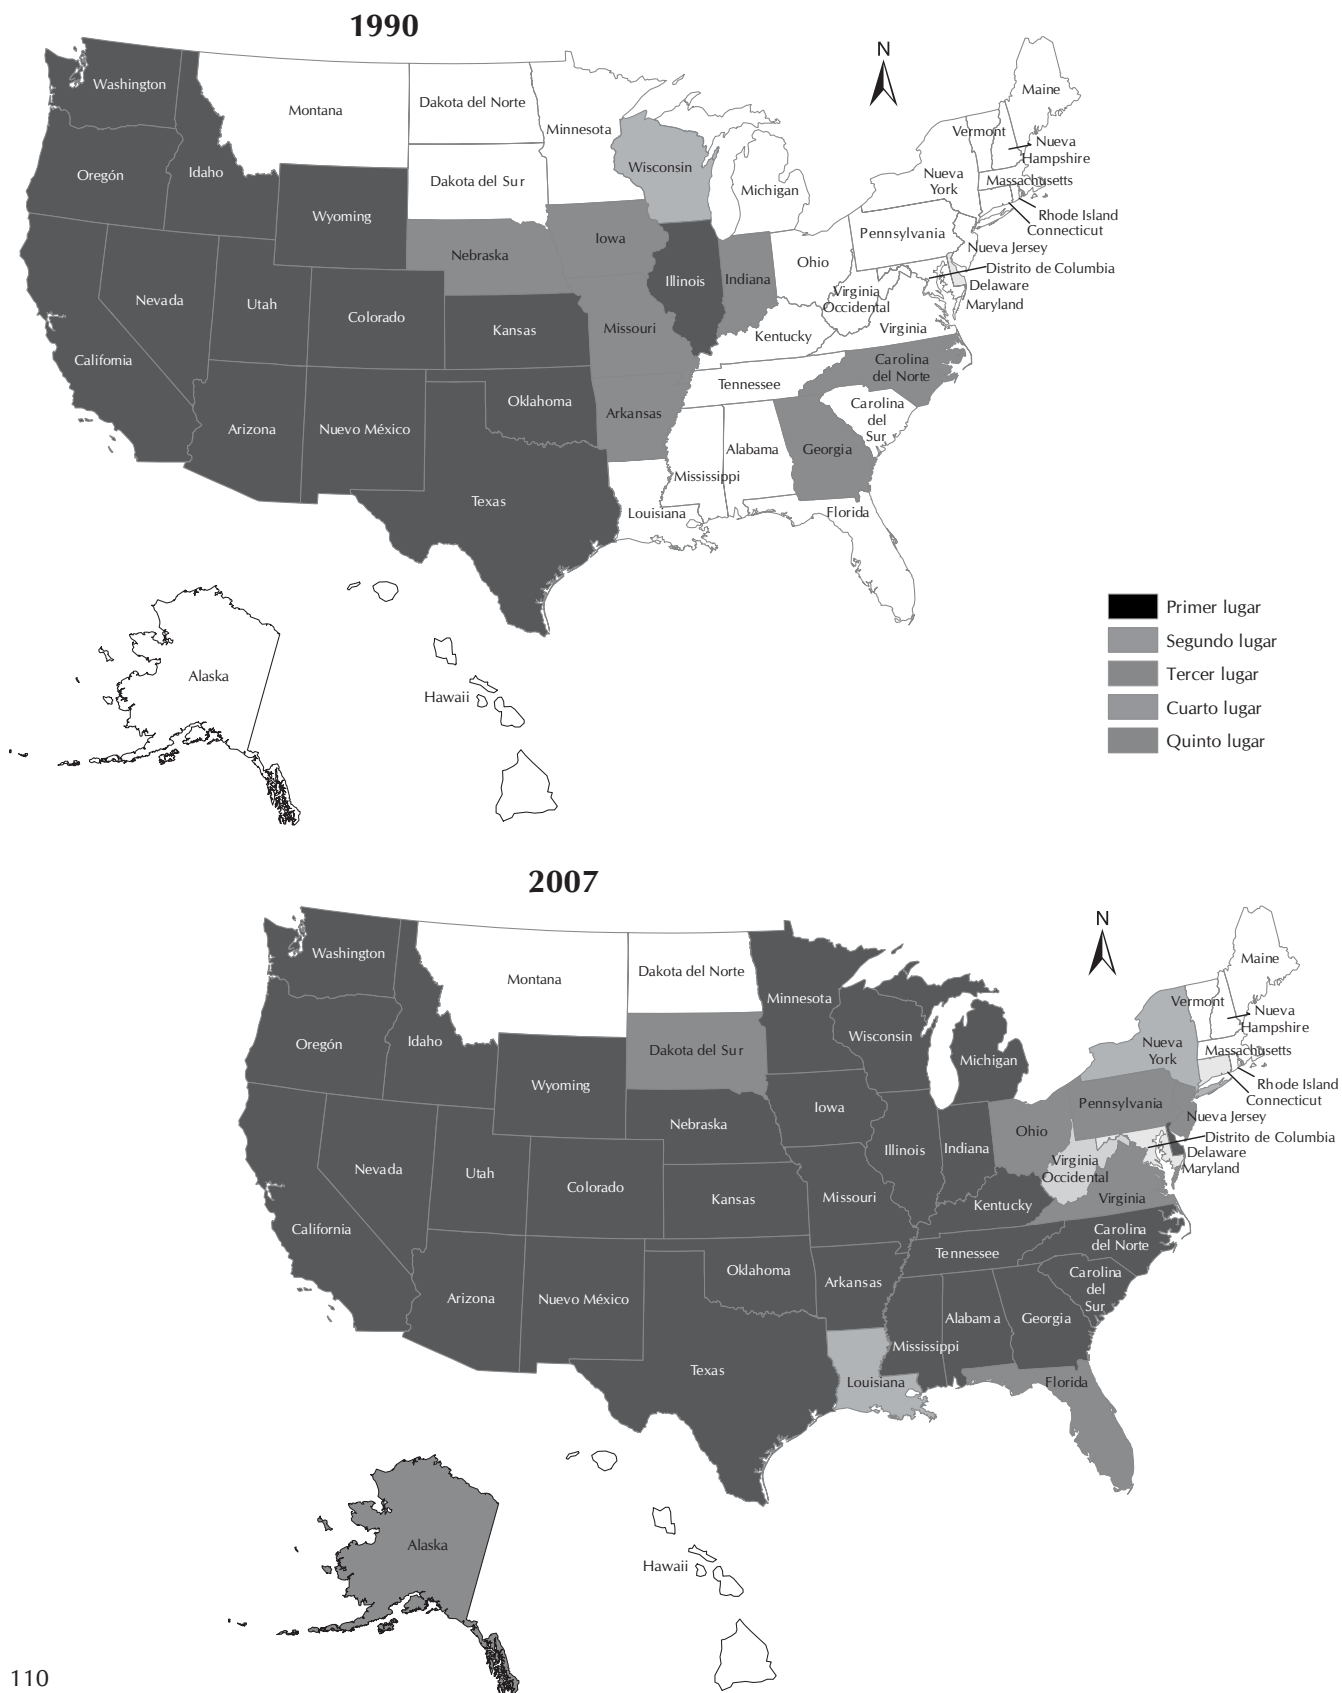 1990
N
Washington
Montana
Dakota del Norte
Minnesota
Maine
Vermont
Nueva
Hampshire
Oregón
Idaho
Wyoming
Dakota del Sur
Wisconsin
Michigan
Nueva
York
Massachusetts
Rhode Island
Connecticut
Nebraska
Iowa
Illinois
Indiana
Ohio
Pennsylvania
Nueva Jersey
Distrito de Columbia
Delaware
Maryland
Nevada
Utah
Colorado
Kansas
Missouri
Kentucky
Virginia
Occidental
Virginia
California
Arizona
Nuevo México
Oklahoma
Arkansas
Tennessee
Carolina
del Norte
Carolina
del
Sur
Texas
Louisiana
Mississippi
Alabama
Georgia
Florida
Alaska
Hawaii
Primer lugar
Segundo lugar
Tercer lugar
Cuarto lugar
Quinto lugar
2007
N
Washington
Montana
Dakota del Norte
Minnesota
Maine
Vermont
Nueva
Hampshire
Oregón
Idaho
Wyoming
Dakota del Sur
Wisconsin
Michigan
Nueva
York
Massachusetts
Rhode Island
Connecticut
Nebraska
Iowa
Illinois
Indiana
Ohio
Pennsylvania
Nueva Jersey
Distrito de Columbia
Delaware
Maryland
Nevada
Utah
Colorado
Kansas
Missouri
Kentucky
Virginia
Occidental
Virginia
California
Arizona
Nuevo México
Oklahoma
Arkansas
Tennessee
Carolina
del Norte
Carolina
del
Sur
Texas
Louisiana
Mississippi
Alabama
Georgia
Florida
Alaska
Hawaii
110